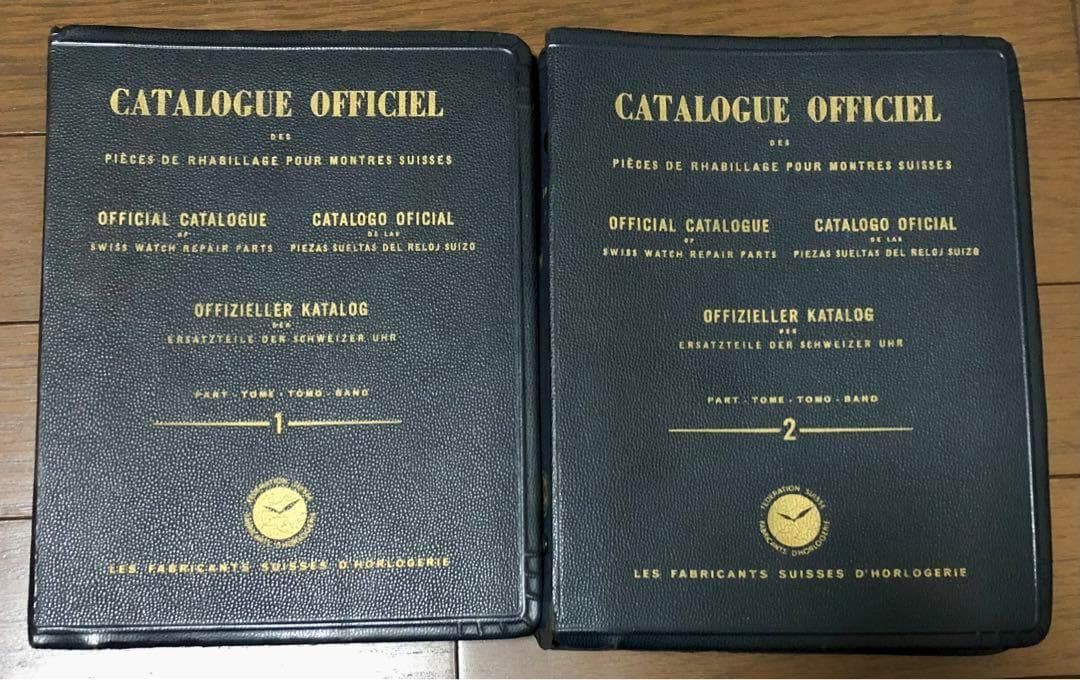 CATALOGUE OFFICIEL
DES
PIÈCES DE RHABILLAGE POUR MONTRES SUISSES
OFFICIAL CATALOGUE
OF
SWISS WATCH REPAIR PARTS
CATALOGO OFICIAL
DE LAS
PIEZAS SUELTAS DEL RELOJ SUIZO
OFFIZIELLER KATALOG
DER
ERSATZTEILE DER SCHWEIZER UHR
PART - TOME - TOMO - BAND
1
LES FABRICANTS SUISSES D'HORLOGERIE
CATALOGUE OFFICIEL
DES
PIÈCES DE RHABILLAGE POUR MONTRES SUISSES
OFFICIAL CATALOGUE
OF
SWISS WATCH REPAIR PARTS
CATALOGO OFICIAL
DE LAS
PIEZAS SUELTAS DEL RELOJ SUIZO
OFFIZIELLER KATALOG
DER
ERSATZTEILE DER SCHWEIZER UHR
PART - TOME - TOMO - BAND
2
FEDERATION SUISSE
FABRICANTS D'HORLOGERIE
LES FABRICANTS SUISSES D'HORLOGERIE